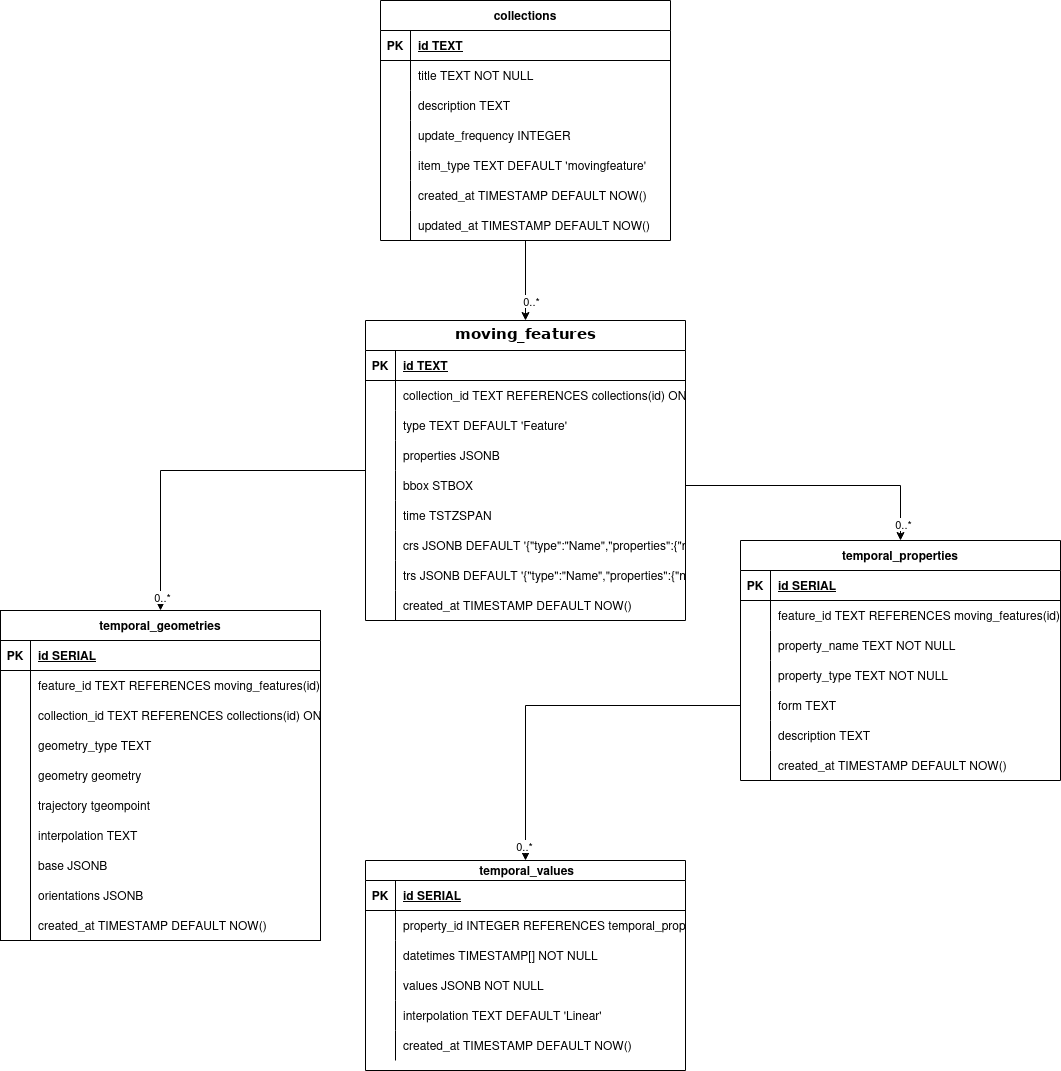 collections
PK id TEXT
title TEXT NOT NULL
description TEXT
update_frequency INTEGER
item_type TEXT DEFAULT 'movingfeature'
created_at TIMESTAMP DEFAULT NOW()
updated_at TIMESTAMP DEFAULT NOW()
0..*
moving_features
PK id TEXT
collection_id TEXT REFERENCES collections(id) ON
type TEXT DEFAULT 'Feature'
properties JSONB
bbox STBOX
time TSTZSPAN
crs JSONB DEFAULT '{"type":"Name","properties":{"n
trs JSONB DEFAULT '{"type":"Name","properties":{"n
created_at TIMESTAMP DEFAULT NOW()
0..*
temporal_properties
PK id SERIAL
feature_id TEXT REFERENCES moving_features(id)
property_name TEXT NOT NULL
property_type TEXT NOT NULL
form TEXT
description TEXT
created_at TIMESTAMP DEFAULT NOW()
0..*
temporal_geometries
PK id SERIAL
feature_id TEXT REFERENCES moving_features(id)
collection_id TEXT REFERENCES collections(id) ON
geometry_type TEXT
geometry geometry
trajectory tgeompoint
interpolation TEXT
base JSONB
orientations JSONB
created_at TIMESTAMP DEFAULT NOW()
0..*
temporal_values
PK id SERIAL
property_id INTEGER REFERENCES temporal_prop
datetimes TIMESTAMP[] NOT NULL
values JSONB NOT NULL
interpolation TEXT DEFAULT 'Linear'
created_at TIMESTAMP DEFAULT NOW()